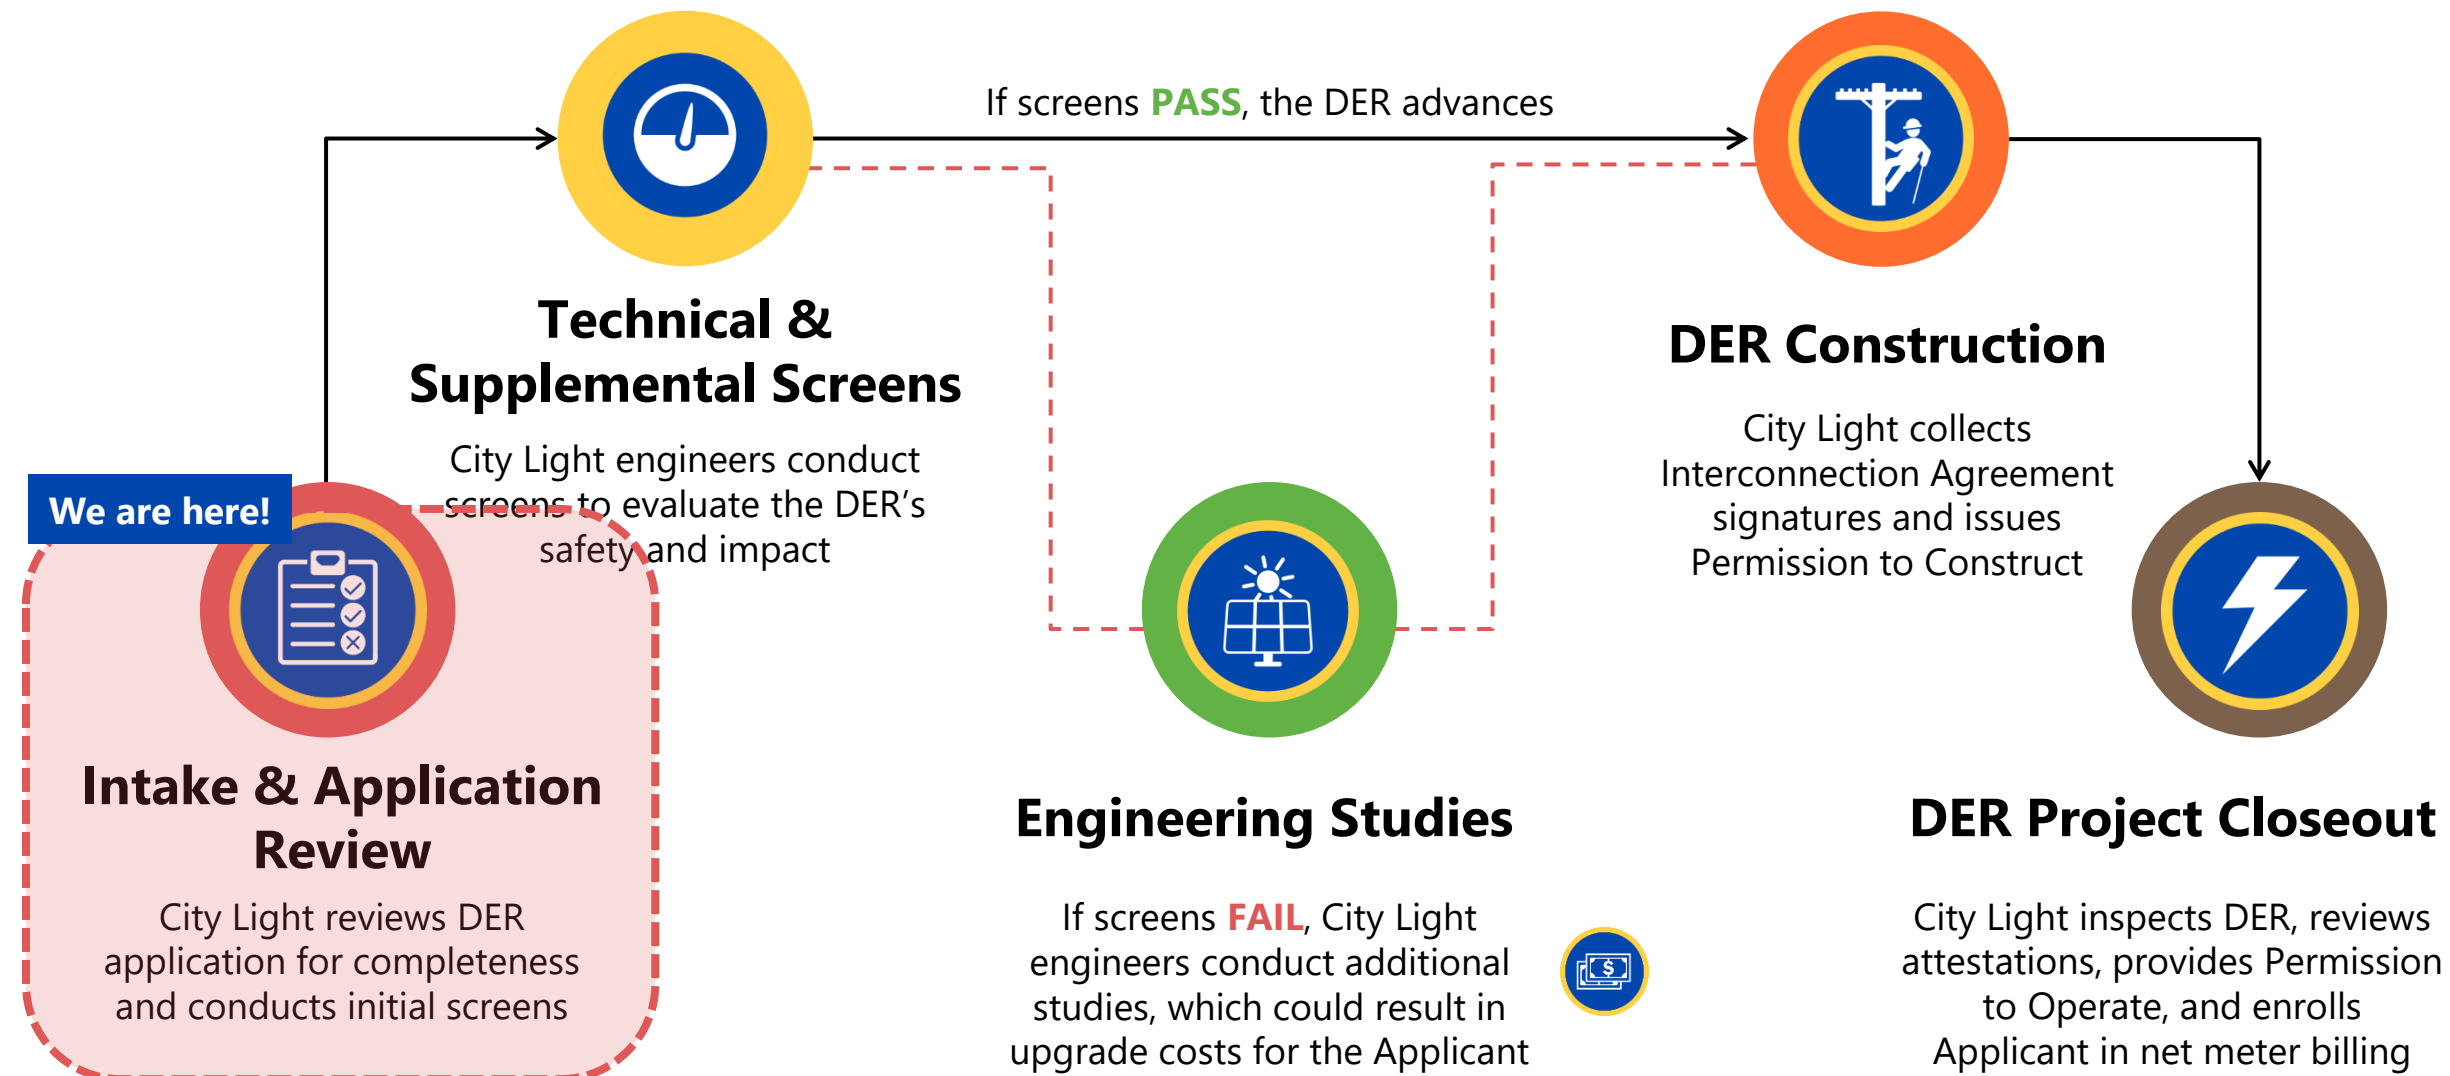 If screens PASS, the DER advances
Technical &
Supplemental Screens
City Light engineers conduct
screens to evaluate the DER's
safety and impact
DER Construction
City Light collects
Interconnection Agreement
signatures and issues
Permission to Construct
We are here!
Intake & Application
Review
City Light reviews DER
application for completeness
and conducts initial screens
Engineering Studies
If screens FAIL, City Light
engineers conduct additional
studies, which could result in
upgrade costs for the Applicant
$
DER Project Closeout
City Light inspects DER, reviews
attestations, provides Permission
to Operate, and enrolls
Applicant in net meter billing